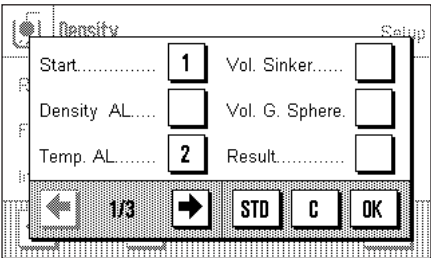 Density
Setup
Start.............. 1 Vol. Sinker......
Density AL..... Vol. G. Sphere.
Temp. AL........ 2 Result.............
1/3 STD C OK